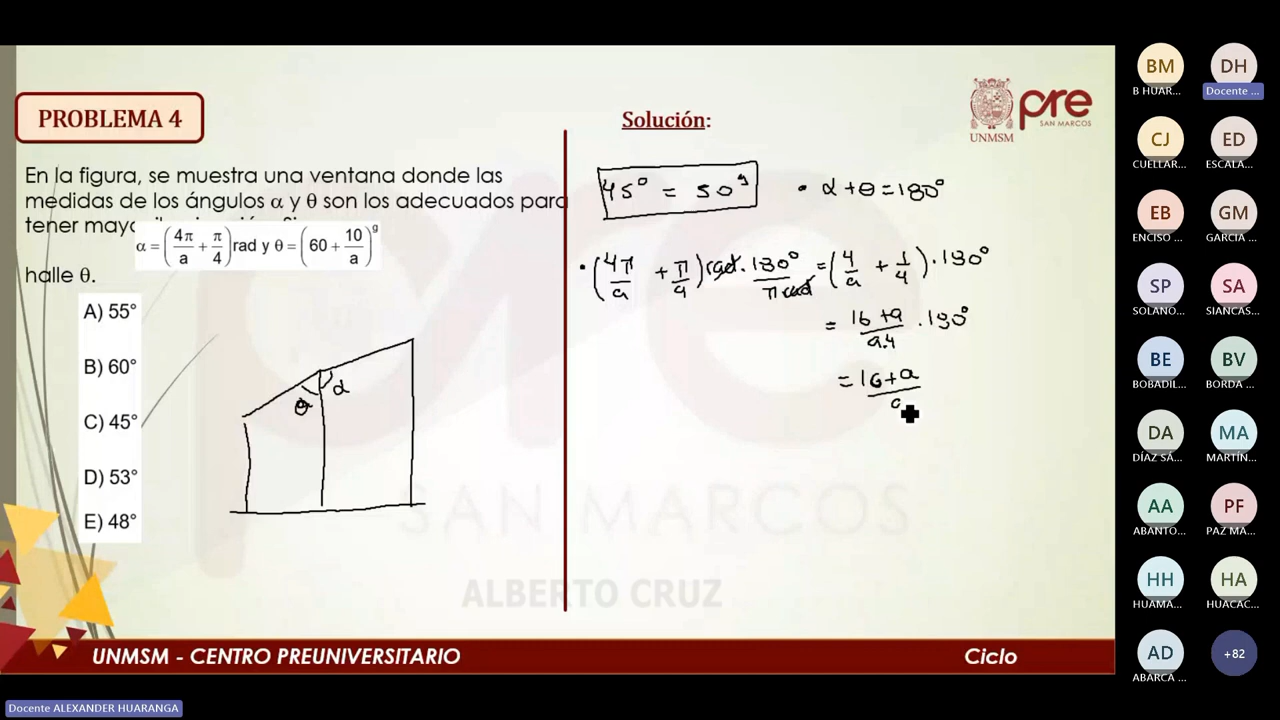 PROBLEMA 4
En la figura, se muestra una ventana donde las
medidas de los ángulos α y θ son los adecuados para
tener
α = (4π/a + π/4) rad y θ = (60 + 10/a)^g
halle θ.
A) 55°
B) 60°
C) 45°
D) 53°
E) 48°
θ
α
Solución:
45° = 50^g
• α + θ = 180°
• (4π/a + π/4) rad · 180°/π rad = (4/a + 1/4) · 180°
= 16 + a/a.4 · 180°
= 16 + a
UNMSM
pre
SAN MARCOS
SAN MARCOS
ALBERTO CRUZ
UNMSM - CENTRO PREUNIVERSITARIO
Ciclo
BM
B HUAR...
DH
Docente ...
CJ
CUELLAR...
ED
ESCALA...
EB
ENCISO ...
GM
GARCIA ...
SP
SOLANO...
SA
SIANCAS...
BE
BOBADIL...
BV
BORDA ...
DA
DÍAZ SÁ...
MA
MARTÍN...
AA
ABANTO...
PF
PAZ MA...
HH
HUAMA...
HA
HUACAC...
AD
ABARCA ...
+82
Docente ALEXANDER HUARANGA